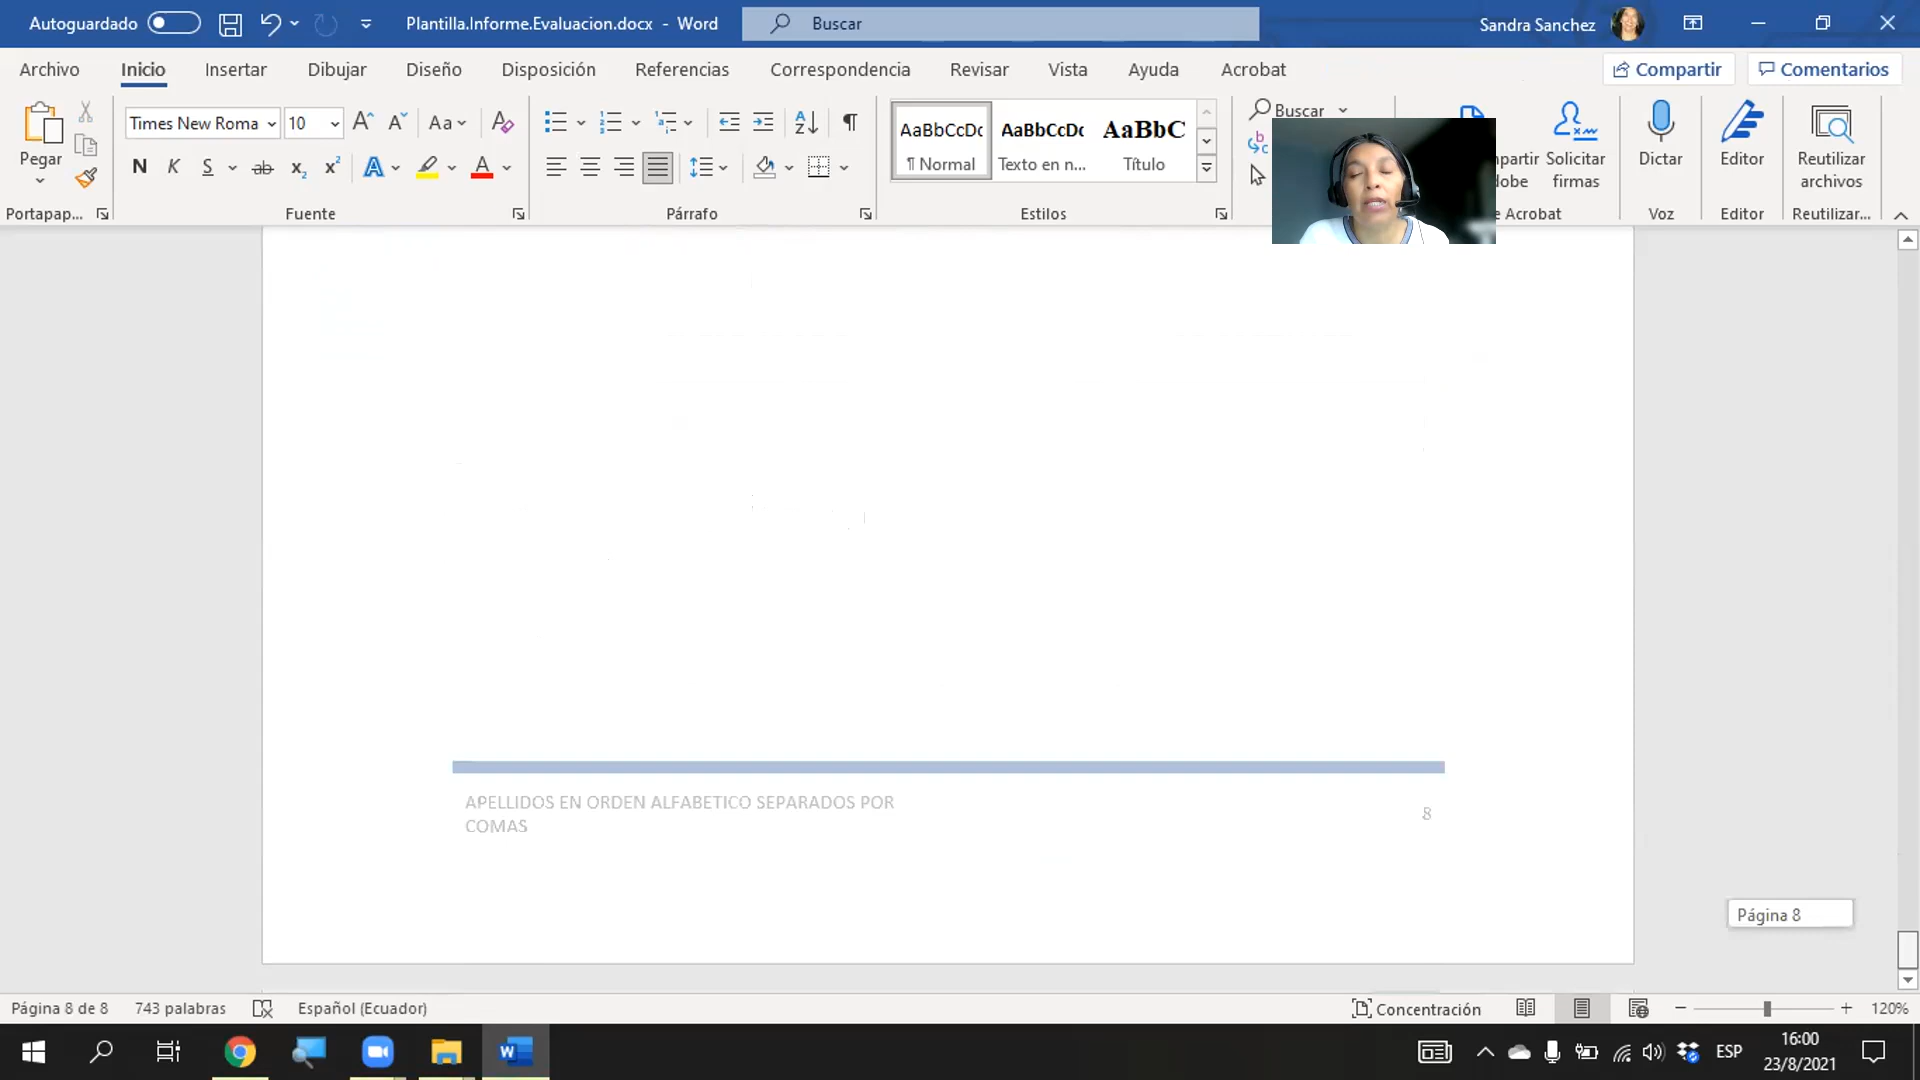 Autoguardado
Plantilla.Informe.Evaluacion.docx - Word
Buscar
Sandra Sanchez
Archivo Inicio Insertar Dibujar Diseño Disposición Referencias Correspondencia Revisar Vista Ayuda Acrobat
Compartir Comentarios
Pegar
Portapap...
Times New Roma 10
Aa
N K S ab x₂ x² A A
Fuente
Párrafo
AaBbCcDc AaBbCcDc AaBbC
¶ Normal Texto en n... Título
Estilos
Buscar
Solicitar
firmas
Acrobat
Dictar
Voz
Editor
Editor
Reutilizar
archivos
Reutilizar...
APELLIDOS EN ORDEN ALFABETICO SEPARADOS POR
COMAS
8
Página 8
Página 8 de 8 743 palabras Español (Ecuador)
Concentración
120%
ESP
16:00
23/8/2021